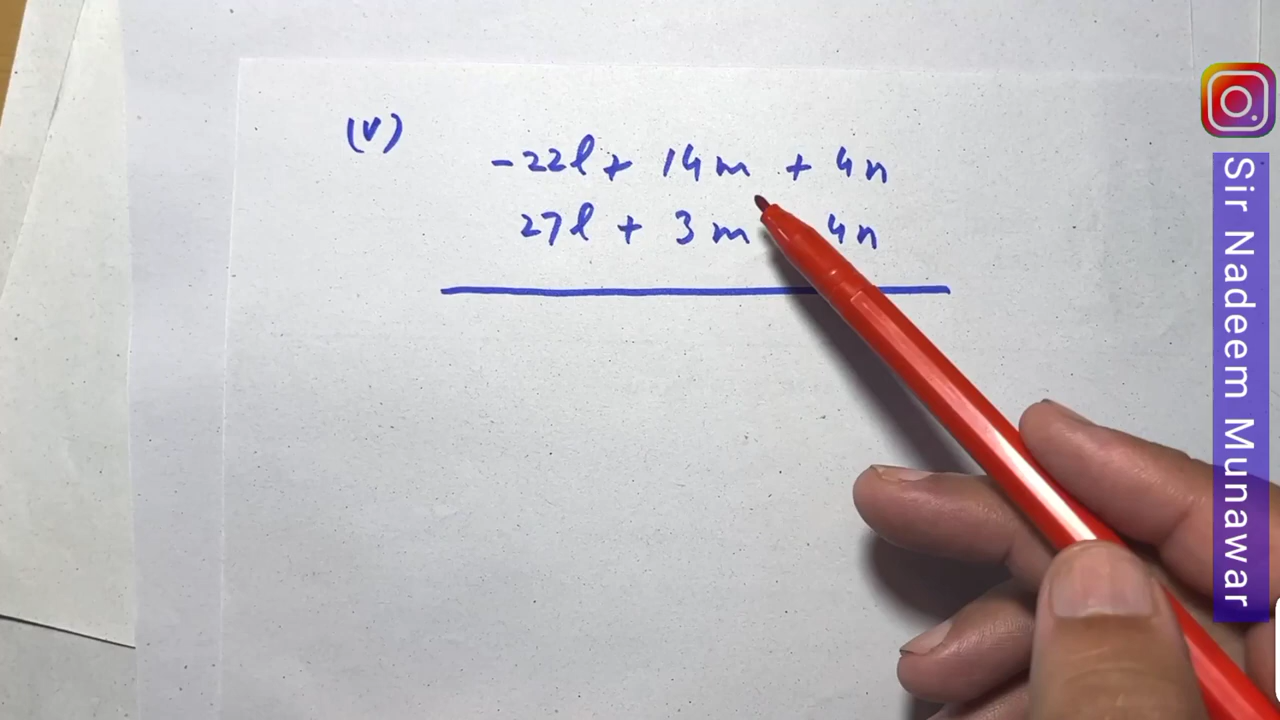 (v)
-22l + 14m + 4n
27l + 3m 4n
Sir Nadeem Munawar